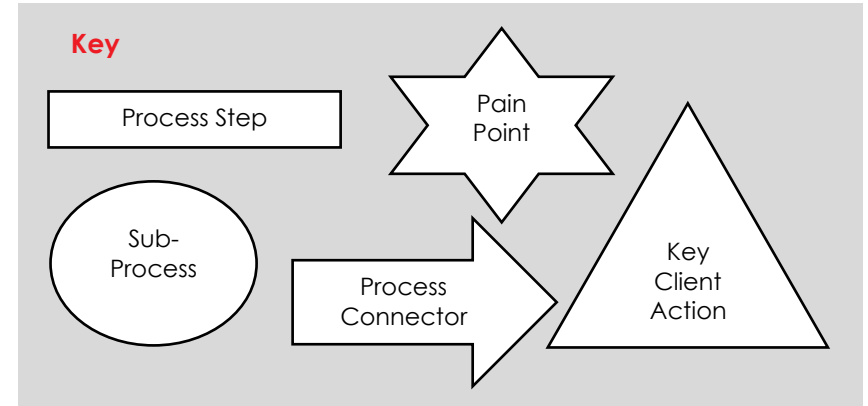 Key
Process Step
Pain
Point
Sub-
Process
Process
Connector
Key
Client
Action